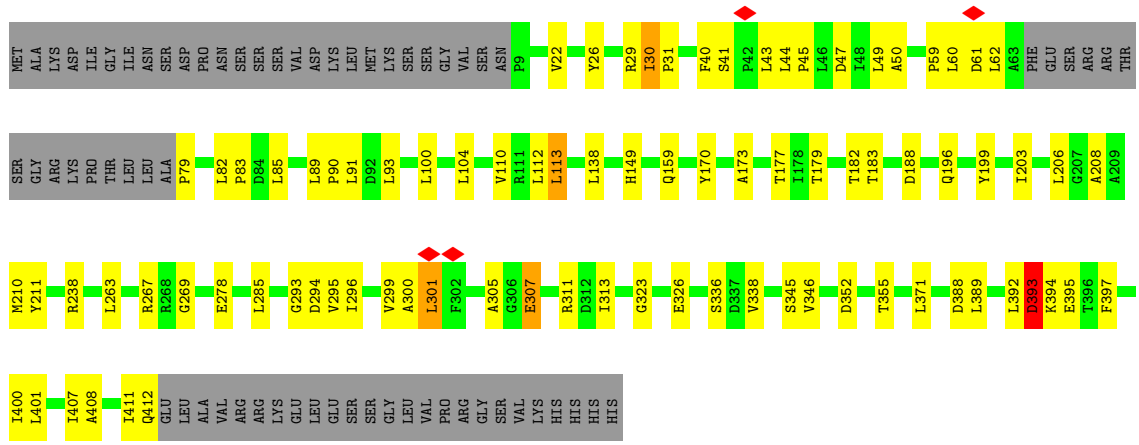 MET ALA LYS ASP ILE GLY ILE ASN SER ASP PRO ASN SER SER SER VAL ASP LYS LEU MET LYS SER SER GLY VAL SER ASN P9 V22 Y26 R29 I30 P31 F40 S41 P42 L43 L44 P45 L46 D47 I48 L49 A50 P59 L60 D61 L62 A63 PHE GLU SER ARG ARG THR
SER GLY ARG LYS PRO THR LEU LEU ALA P79 L82 P83 D84 L85 L89 P90 L91 D92 L93 L100 L104 V110 R111 L112 L113 L138 H149 Q159 Y170 A173 T177 I178 T179 T182 T183 D188 Q196 Y199 I203 L206 G207 A208 A209
M210 Y211 R238 L263 R267 R268 G269 E278 L285 G293 D294 V295 I296 V299 A300 L301 F302 A305 G306 E307 R311 D312 I313 G323 E326 S336 D337 V338 S345 V346 D352 T355 L371 D388 L389 L392 D393 K394 E395 T396 F397
I400 L401 I407 A408 I411 Q412 GLU LEU ALA VAL ARG ARG LYS GLU LEU GLU SER SER GLY LEU VAL PRO ARG GLY SER VAL LYS HIS HIS HIS HIS